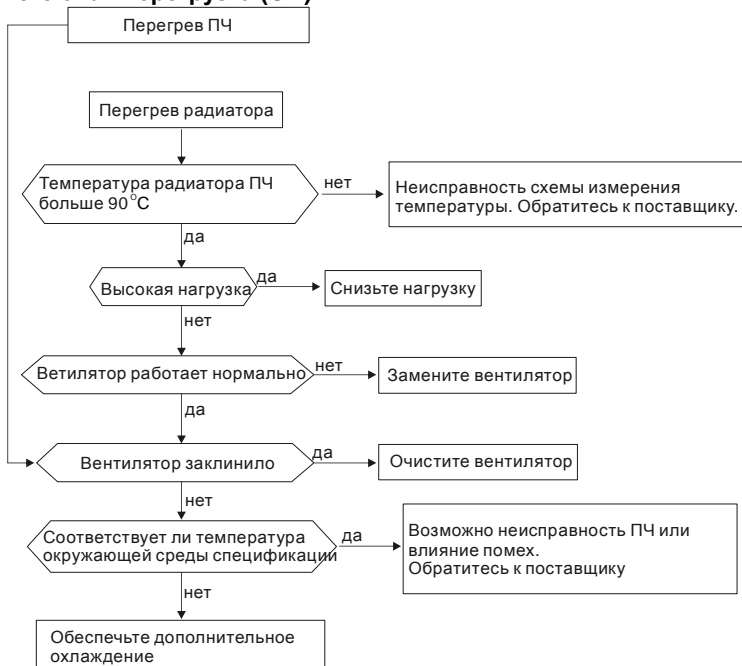 Перегрев ПЧ
Перегрев радиатора
Температура радиатора ПЧ
больше 90°C
нет
Неисправность схемы измерения
температуры. Обратитесь к поставщику.
да
Высокая нагрузка
да
Снизьте нагрузку
нет
Ветилятор работает нормально
нет
Замените вентилятор
да
Вентилятор заклинило
да
Очистите вентилятор
нет
Соответствует ли температура
окружающей среды спецификации
да
Возможно неисправность ПЧ или
влияние помех.
Обратитесь к поставщику
нет
Обеспечьте дополнительное
охлаждение